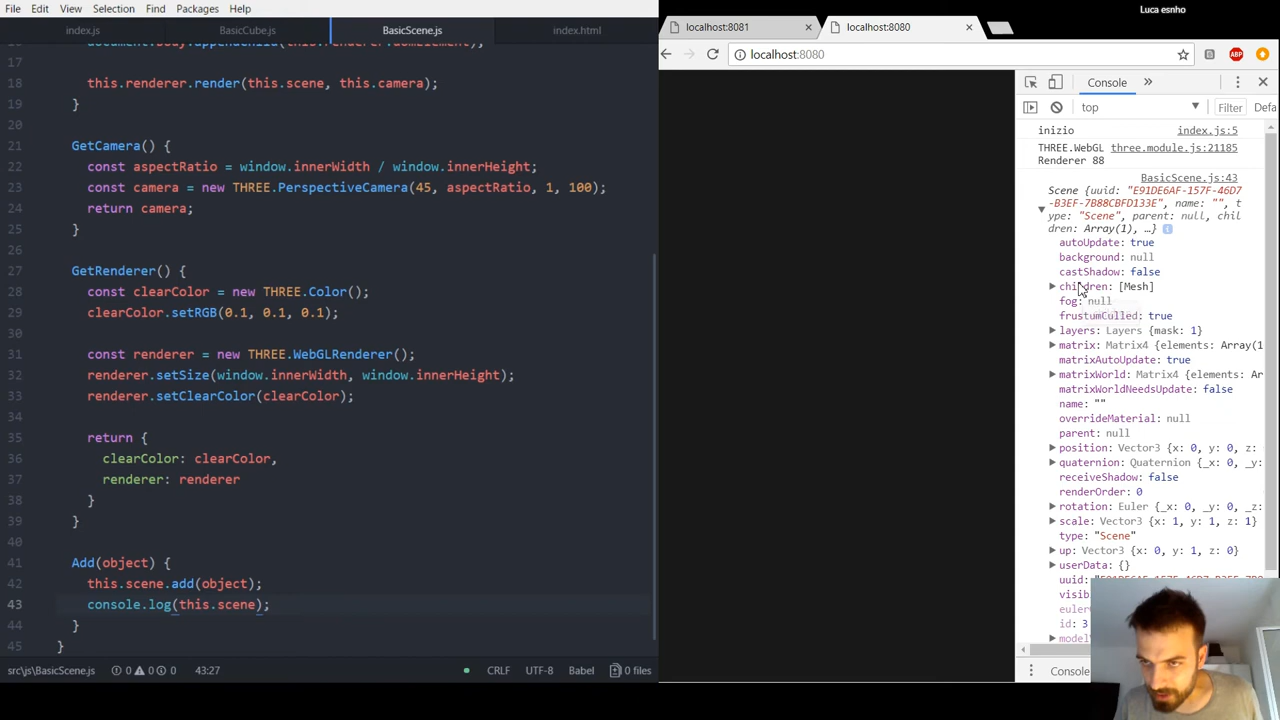 Luca esnho
File Edit View Selection Find Packages Help
index.js BasicCube.js BasicScene.js index.html
localhost:8081
localhost:8080
localhost:8080
ABP
17
18 this.renderer.render(this.scene, this.camera);
19 }
20
21 GetCamera() {
22 const aspectRatio = window.innerWidth / window.innerHeight;
23 const camera = new THREE.PerspectiveCamera(45, aspectRatio, 1, 100);
24 return camera;
25 }
26
27 GetRenderer() {
28 const clearColor = new THREE.Color();
29 clearColor.setRGB(0.1, 0.1, 0.1);
30
31 const renderer = new THREE.WebGLRenderer();
32 renderer.setSize(window.innerWidth, window.innerHeight);
33 renderer.setClearColor(clearColor);
34
35 return {
36 clearColor: clearColor,
37 renderer: renderer
38 }
39 }
40
41 Add(object) {
42 this.scene.add(object);
43 console.log(this.scene);
44 }
45 }
src\js\BasicScene.js 0 0 0 43:27 CRLF UTF-8 Babel 0 files
Console »
top Filter Defa
inizio index.js:5
THREE.WebGL three.module.js:21185
Renderer 88
BasicScene.js:43
Scene {uuid: "E91DE6AF-157F-46D7
-B3EF-7B88CBFD133E", name: "", t
ype: "Scene", parent: null, chil
dren: Array(1), …}
autoUpdate: true
background: null
castShadow: false
children: [Mesh]
fog: null
frustumCulled: true
layers: Layers {mask: 1}
matrix: Matrix4 {elements: Array(1
matrixAutoUpdate: true
matrixWorld: Matrix4 {elements: Ar
matrixWorldNeedsUpdate: false
name: ""
overrideMaterial: null
parent: null
position: Vector3 {x: 0, y: 0, z:
quaternion: Quaternion {_x: 0, _y:
receiveShadow: false
renderOrder: 0
rotation: Euler {_x: 0, _y: 0, _z:
scale: Vector3 {x: 1, y: 1, z: 1}
type: "Scene"
up: Vector3 {x: 0, y: 1, z: 0}
userData: {}
visib
euler
id: 3
model
Console